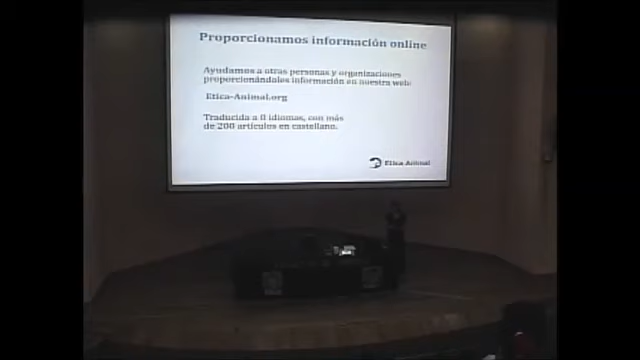 Proporcionamos información online
Ayudamos a otras personas y organizaciones
proporcionándoles información en nuestra web:
Etica-Animal.org
Traducida a 8 idiomas, con más
de 200 artículos en castellano.
Etica Animal